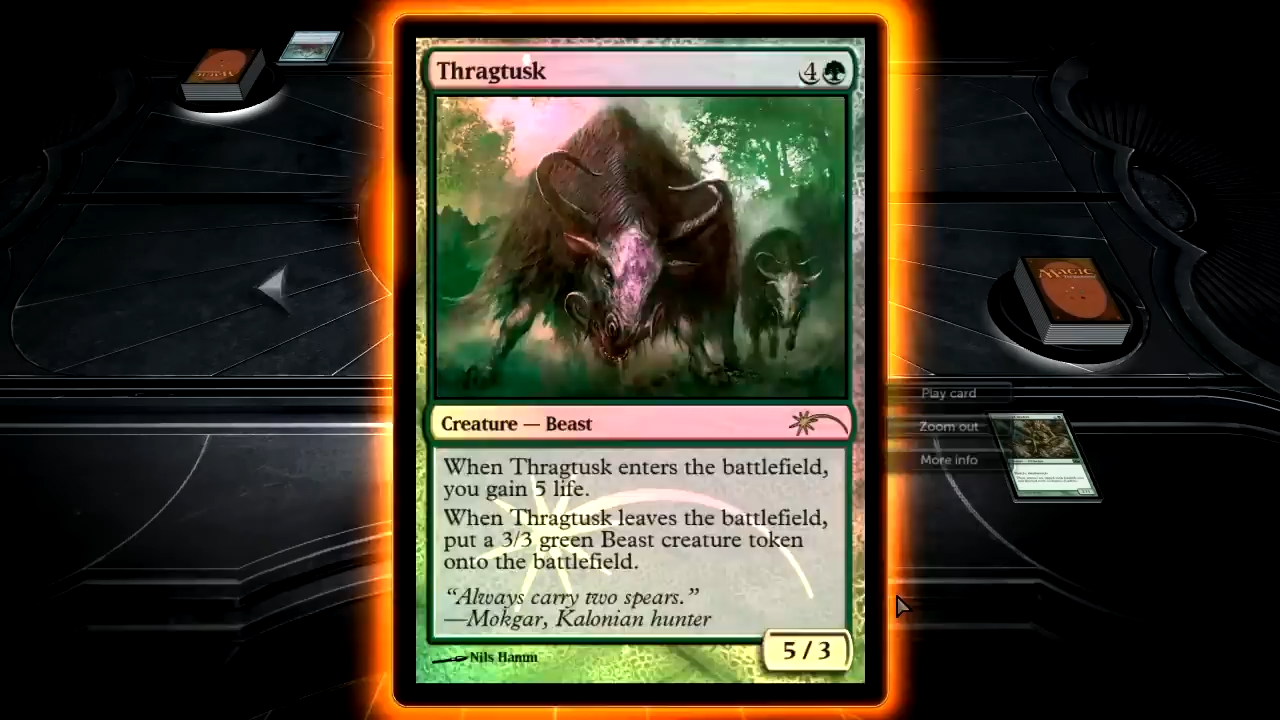 Thragtusk
4
Creature — Beast
When Thragtusk enters the battlefield,
you gain 5 life.
When Thragtusk leaves the battlefield,
put a 3/3 green Beast creature token
onto the battlefield.
“Always carry two spears.”
—Mokgar, Kalonian hunter
5 / 3
Nils Hamm
MAGIC
Play card
Zoom out
More info